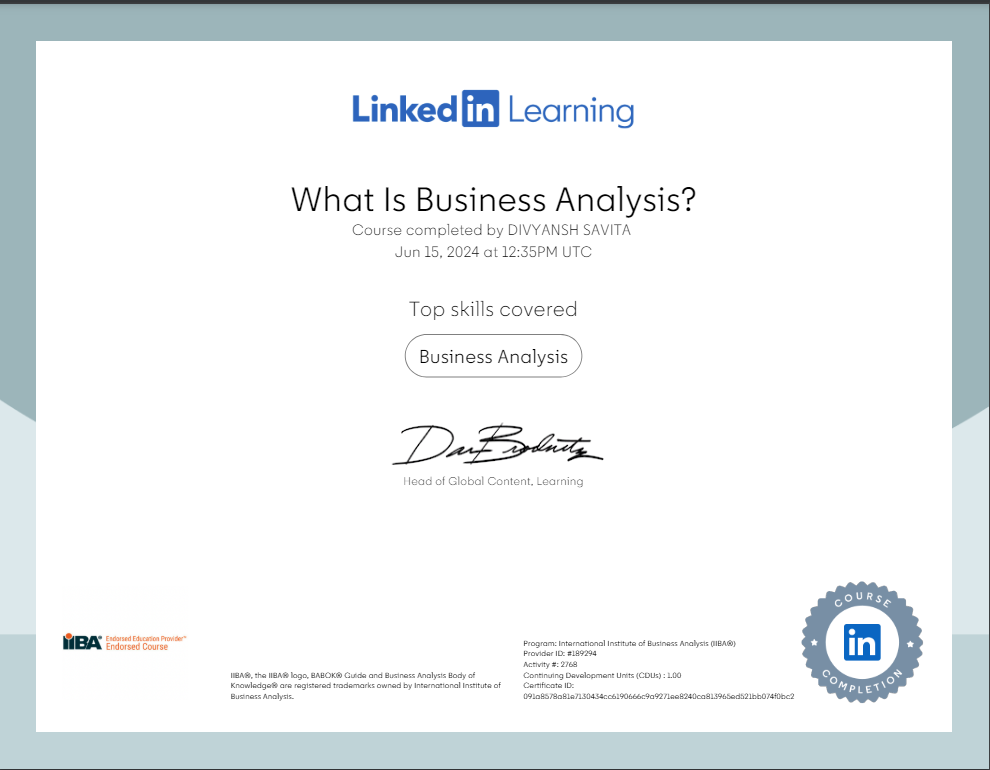 Linked in Learning
What Is Business Analysis?
Course completed by DIVYANSH SAVITA
Jun 15, 2024 at 12:35PM UTC
Top skills covered
Business Analysis
Dan Brodnitz
Head of Global Content, Learning
IIBA® Endorsed Education Provider™
Endorsed Course
IIBA®, the IIBA® logo, BABOK® Guide and Business Analysis Body of
Knowledge® are registered trademarks owned by International Institute of
Business Analysis.
Program: International Institute of Business Analysis (IIBA®)
Provider ID: #189294
Activity #: 2768
Continuing Development Units (CDUs) : 1.00
Certificate ID:
091a8578a81e7130434cc6190666c9a9271ee8240ca813965ed521bb074f0bc2
COURSE
in
COMPLETION